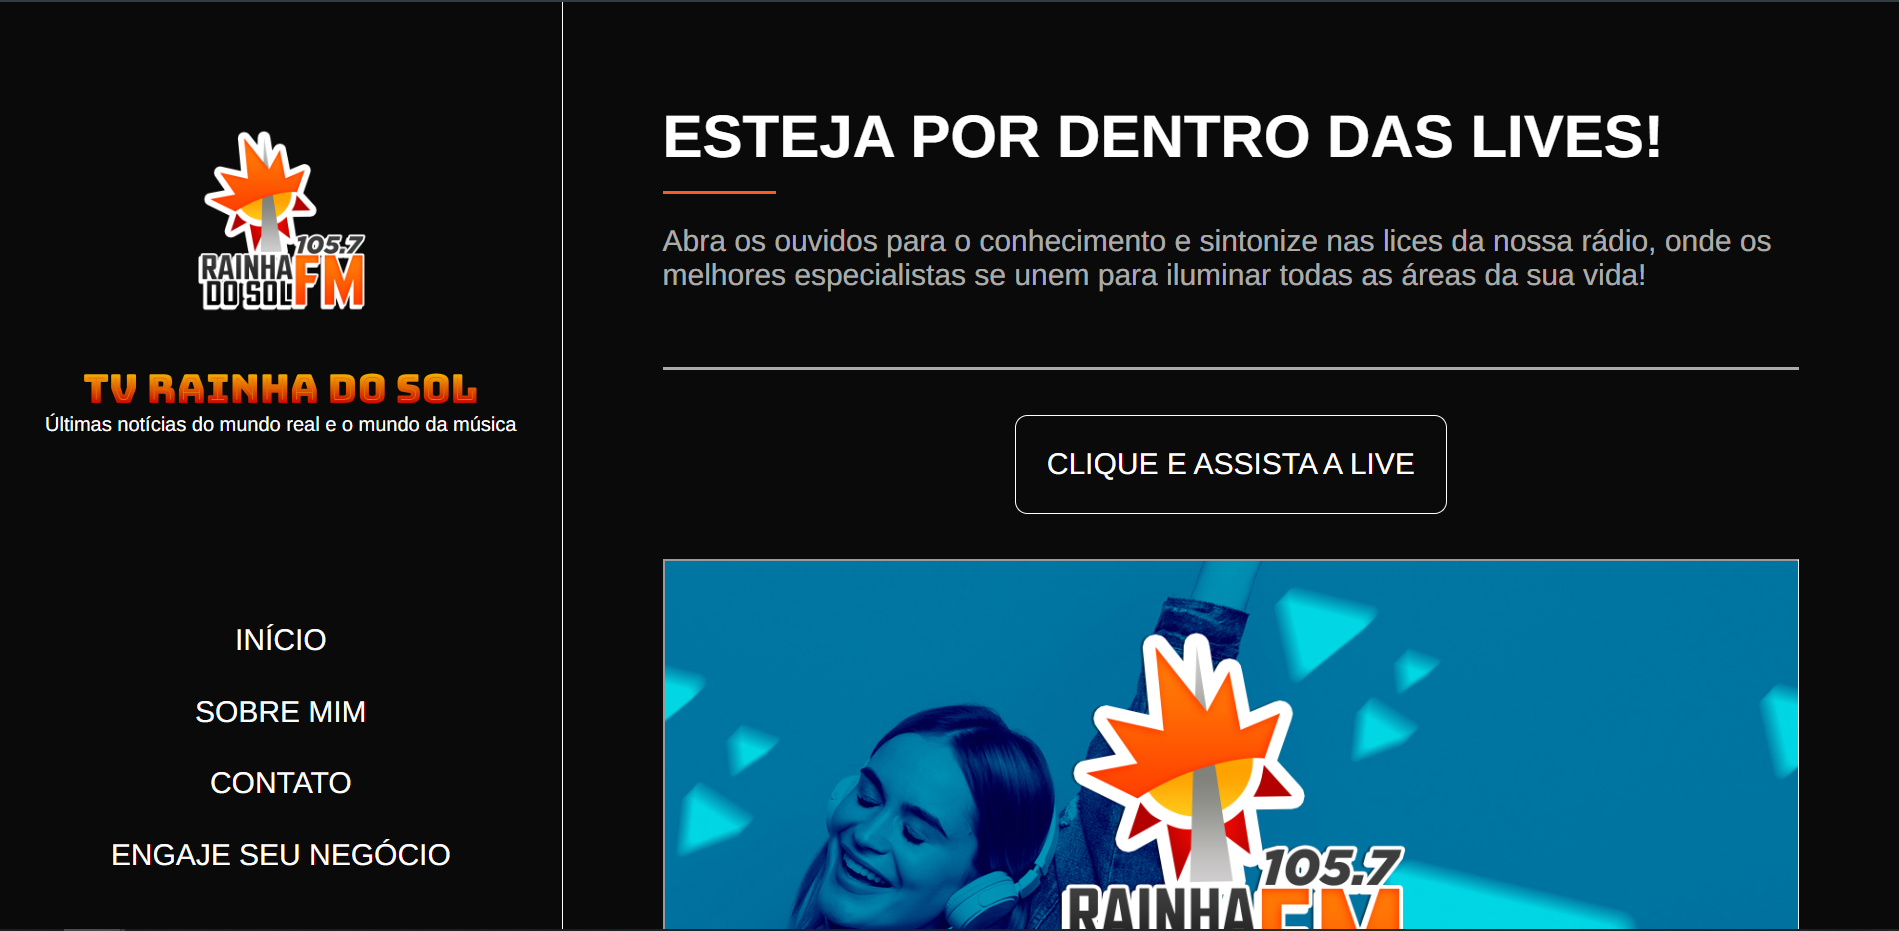 105.7
RAINHA FM
DO SOL
TV RAINHA DO SOL
Últimas notícias do mundo real e o mundo da música
INÍCIO
SOBRE MIM
CONTATO
ENGAJE SEU NEGÓCIO
ESTEJA POR DENTRO DAS LIVES!
Abra os ouvidos para o conhecimento e sintonize nas lices da nossa rádio, onde os
melhores especialistas se unem para iluminar todas as áreas da sua vida!
CLIQUE E ASSISTA A LIVE
105.7
RAINHA FM